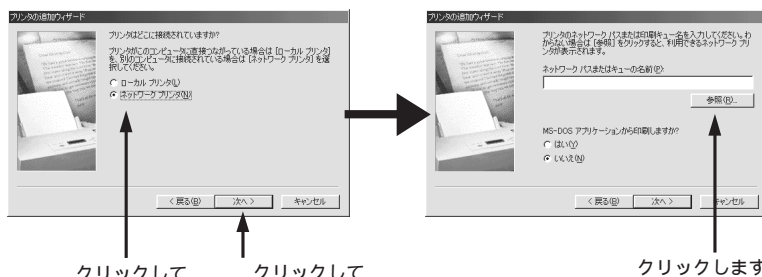 プリンタの追加ウィザード
プリンタはどこに接続されていますか?
プリンタがこのコンピュータに直接つながっている場合は [ローカル プリンタ]
を、別のコンピュータに接続されている場合は [ネットワーク プリンタ] を選
択してください。
ローカル プリンタ(L)
ネットワーク プリンタ(N)
< 戻る(B)
次へ >
キャンセル
クリックして
クリックして
プリンタの追加ウィザード
プリンタのネットワーク パスまたは印刷キュー名を入力してください。わ
からない場合は [参照] をクリックすると、利用できるネットワーク プリ
ンタが表示されます。
ネットワーク パスまたはキューの名前(P):
参照(R)...
MS-DOS アプリケーションから印刷しますか?
はい(Y)
いいえ(N)
< 戻る(B)
次へ >
キャンセル
クリックします